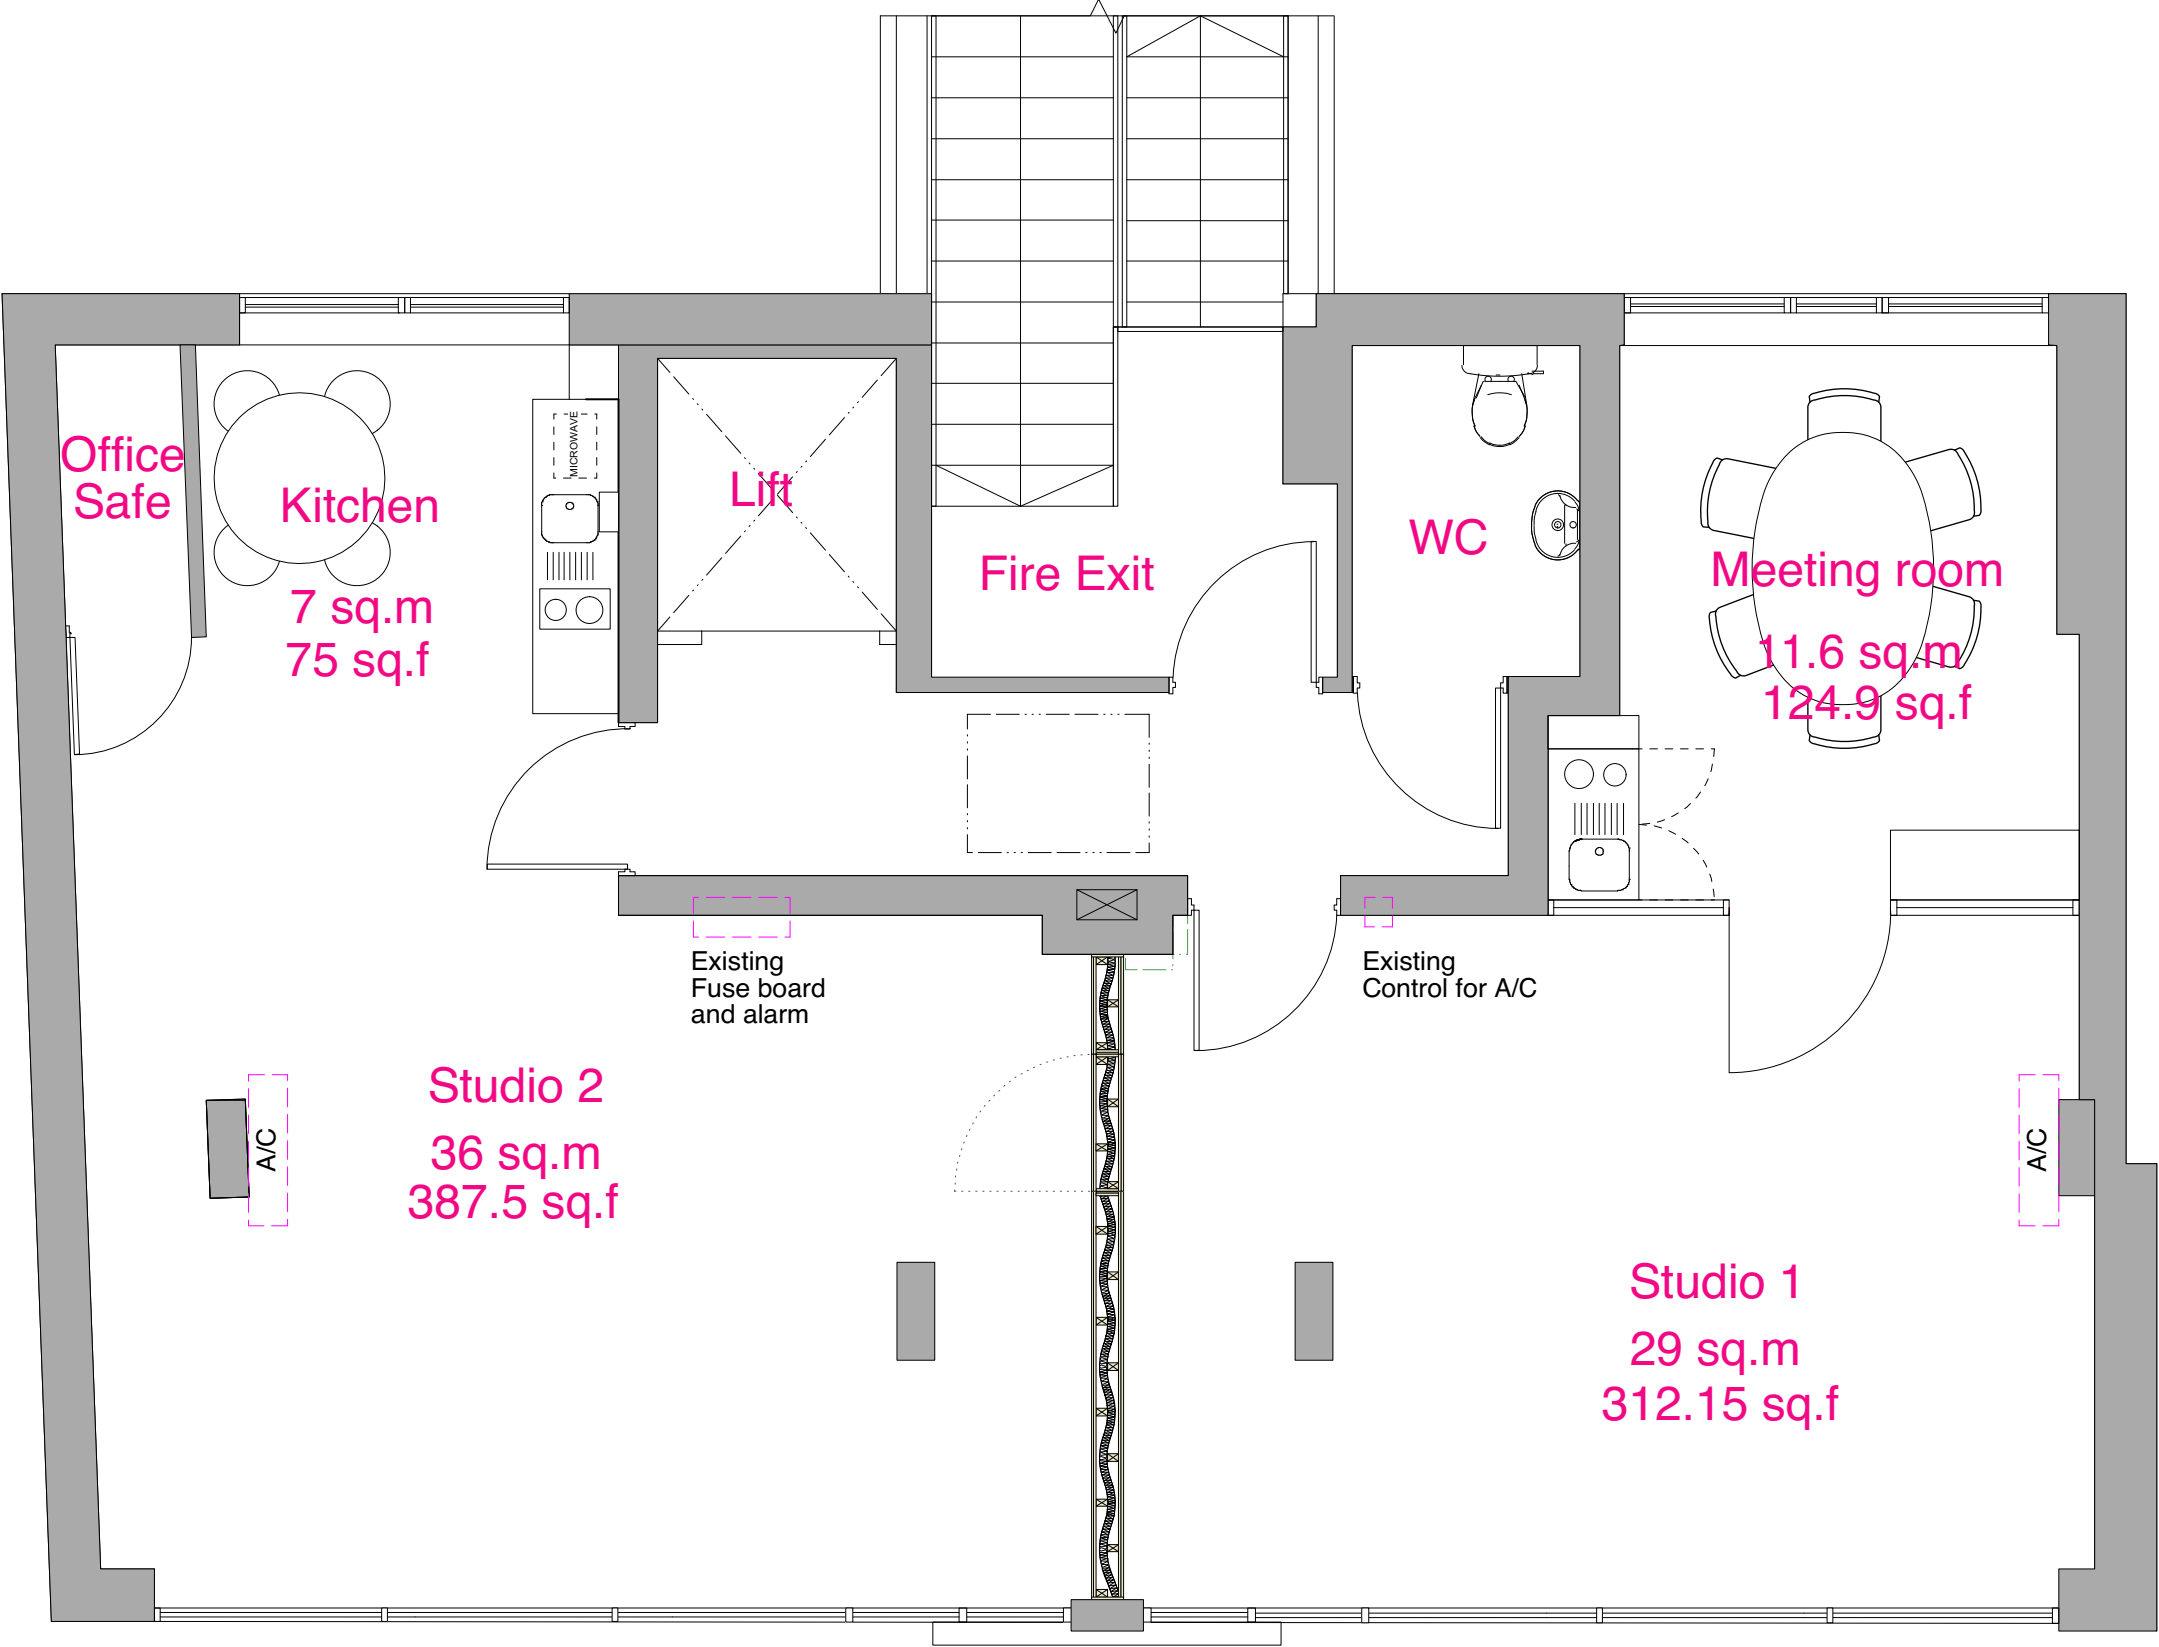 MICROWAVE
Office
Safe
Kitchen
7 sq.m
75 sq.f
Lift
Fire Exit
WC
Meeting room
11.6 sq.m
124.9 sq.f
Existing
Fuse board
and alarm
Existing
Control for A/C
Studio 2
36 sq.m
387.5 sq.f
A/C
A/C
Studio 1
29 sq.m
312.15 sq.f